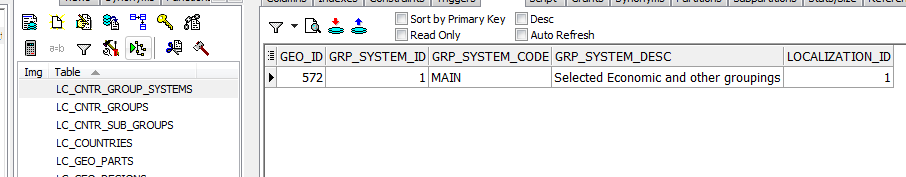 Sort by Primary Key
Desc
Read Only
Auto Refresh
a=b
Img
Table
LC_CNTR_GROUP_SYSTEMS
LC_CNTR_GROUPS
LC_CNTR_SUB_GROUPS
LC_COUNTRIES
LC_GEO_PARTS
GEO_ID GRP_SYSTEM_ID GRP_SYSTEM_CODE GRP_SYSTEM_DESC LOCALIZATION_ID
572 1 MAIN Selected Economic and other groupings 1